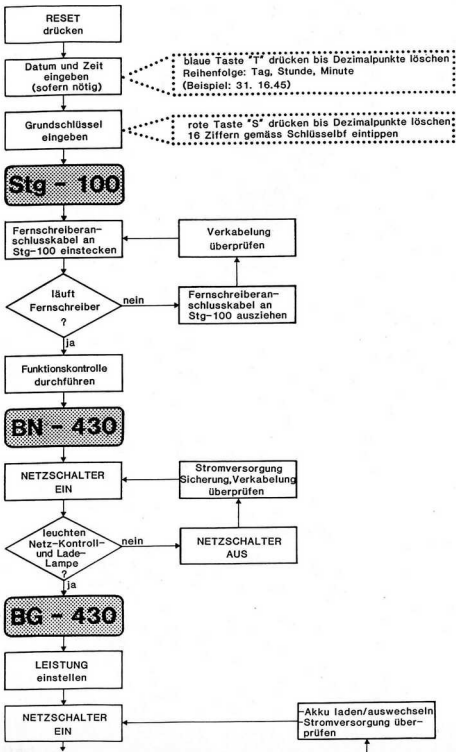 RESET
drücken
Datum und Zeit
eingeben
(sofern nötig)
blaue Taste "T" drücken bis Dezimalpunkte löschen
Reihenfolge: Tag, Stunde, Minute
(Beispiel: 31. 16.45)
Grundschlüssel
eingeben
rote Taste "S" drücken bis Dezimalpunkte löschen
16 Ziffern gemäss Schlüsselbf eintippen
Stg - 100
Fernschreiberan-
schlusskabel an
Stg-100 einstecken
Verkabelung
überprüfen
läuft
Fernschreiber
?
nein
Fernschreiberan-
schlusskabel an
Stg-100 ausziehen
ja
Funktionskontrolle
durchführen
BN - 430
NETZSCHALTER
EIN
Stromversorgung
Sicherung,Verkabelung
überprüfen
leuchten
Netz-Kontroll-
und Lade-
Lampe
?
nein
NETZSCHALTER
AUS
ja
BG - 430
LEISTUNG
einstellen
NETZSCHALTER
EIN
-Akku laden/auswechseln
-Stromversorgung über-
prüfen